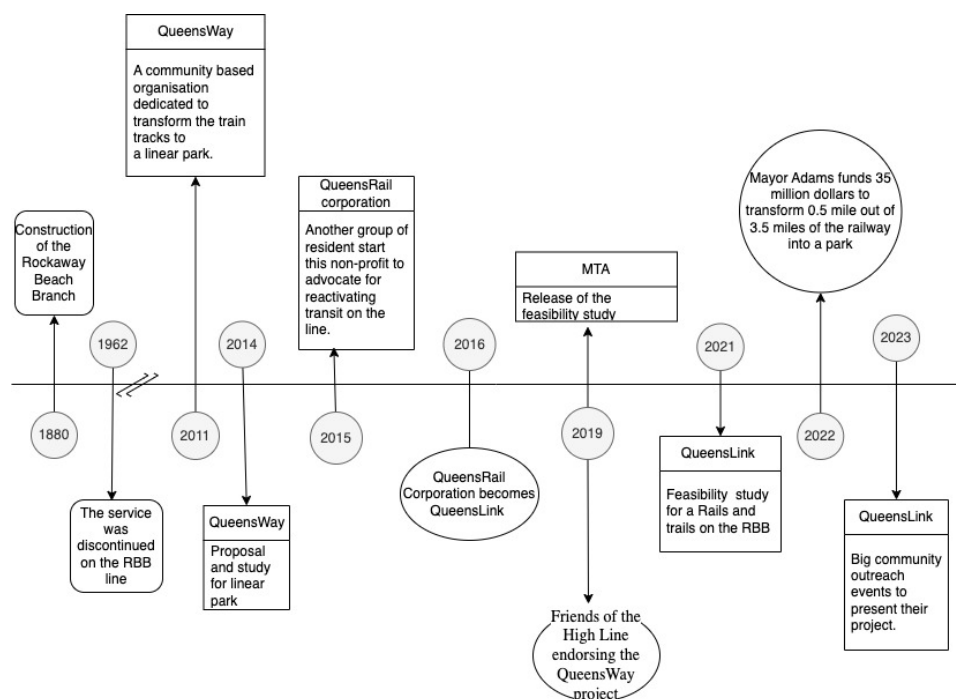 QueensWay
A community based
organisation
dedicated to
transform the train
tracks to
a linear park.
QueensRail
corporation
Another group of
resident start
this non-profit to
advocate for
reactivating
transit on the
line.
Mayor Adams funds 35
million dollars to
transform 0.5 mile out of
3.5 miles of the railway
into a park
Construction
of the
Rockaway
Beach
Branch
MTA
Release of the
feasibility study
1962
2014
2016
2021
2023
1880
2011
2015
2019
2022
The service was
discontinued
on the RBB
line
QueensWay
Proposal
and study
for linear
park
QueensRail
Corporation becomes
QueensLink
QueensLink
Feasibility study
for a Rails and
trails on the RBB
QueensLink
Big community
outreach
events to
present their
project.
Friends of the
High Line
endorsing the
QueensWay
project